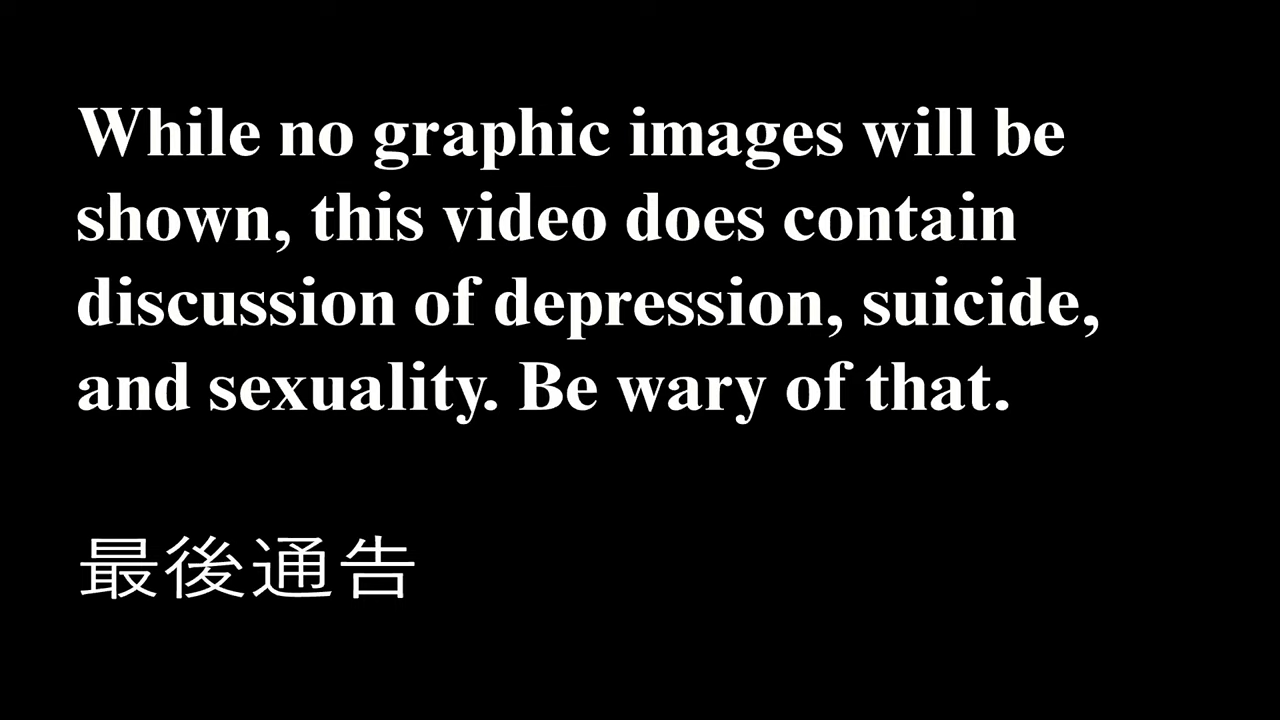 While no graphic images will be
shown, this video does contain
discussion of depression, suicide,
and sexuality. Be wary of that.
最後通告